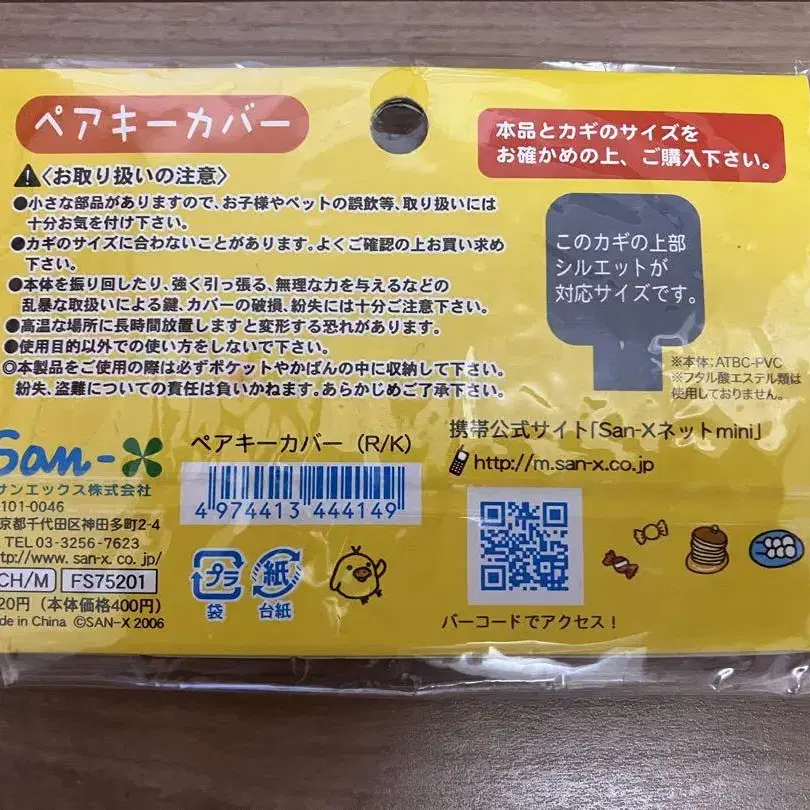 ペアキーカバー
本品とカギのサイズを
お確かめの上、ご購入下さい。
〈お取り扱いの注意〉
●小さな部品がありますので、お子様やペットの誤飲等、取り扱いには
十分お気を付け下さい。
●カギのサイズに合わないことがあります。よくご確認の上お買い求め
下さい。
●本体を振り回したり、強く引っ張る、無理な力を与えるなどの
乱暴な取扱いによる鍵、カバーの破損、紛失には十分ご注意下さい。
●高温な場所に長時間放置しますと変形する恐れがあります。
●使用目的以外での使い方をしないで下さい。
◎本製品をご使用の際は必ずポケットやかばんの中に収納して下さい。
紛失、盗難についての責任は負いかねます。あらかじめご了承下さい。
このカギの上部
シルエットが
対応サイズです。
※本体:ATBC-PVC
※フタル酸エステル類は
使用しておりません。
San-X
サンエックス株式会社
101-0046
京都千代田区神田多町2-4
TEL 03-3256-7623
http://www.san-x.co.jp/
CH/M FS75201
20円(本体価格400円)
de in China ©SAN-X 2006
ペアキーカバー(R/K)
4 974413 444149
プラ
袋
紙
台紙
携帯公式サイト「San-Xネットmini」
http://m.san-x.co.jp
バーコードでアクセス!